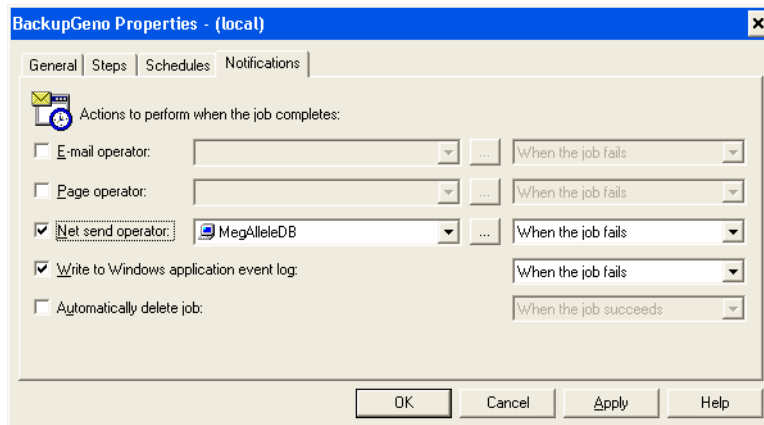 BackupGeno Properties - (local)
General Steps Schedules Notifications
Actions to perform when the job completes:
E-mail operator: ... When the job fails
Page operator: ... When the job fails
Net send operator: MegAlleleDB ... When the job fails
Write to Windows application event log: When the job fails
Automatically delete job: When the job succeeds
OK Cancel Apply Help